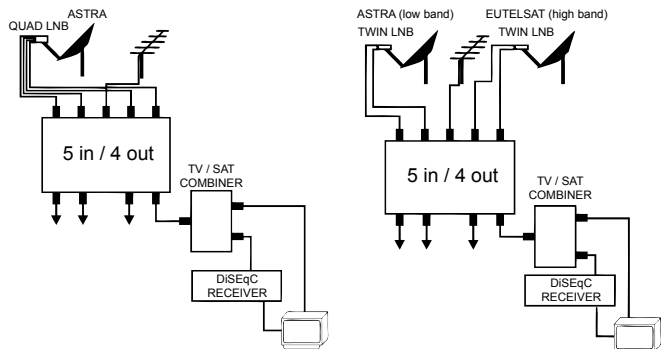 ASTRA
QUAD LNB
5 in / 4 out
TV / SAT
COMBINER
DiSEqC
RECEIVER
ASTRA (low band)
TWIN LNB
EUTELSAT (high band)
TWIN LNB
5 in / 4 out
TV / SAT
COMBINER
DiSEqC
RECEIVER